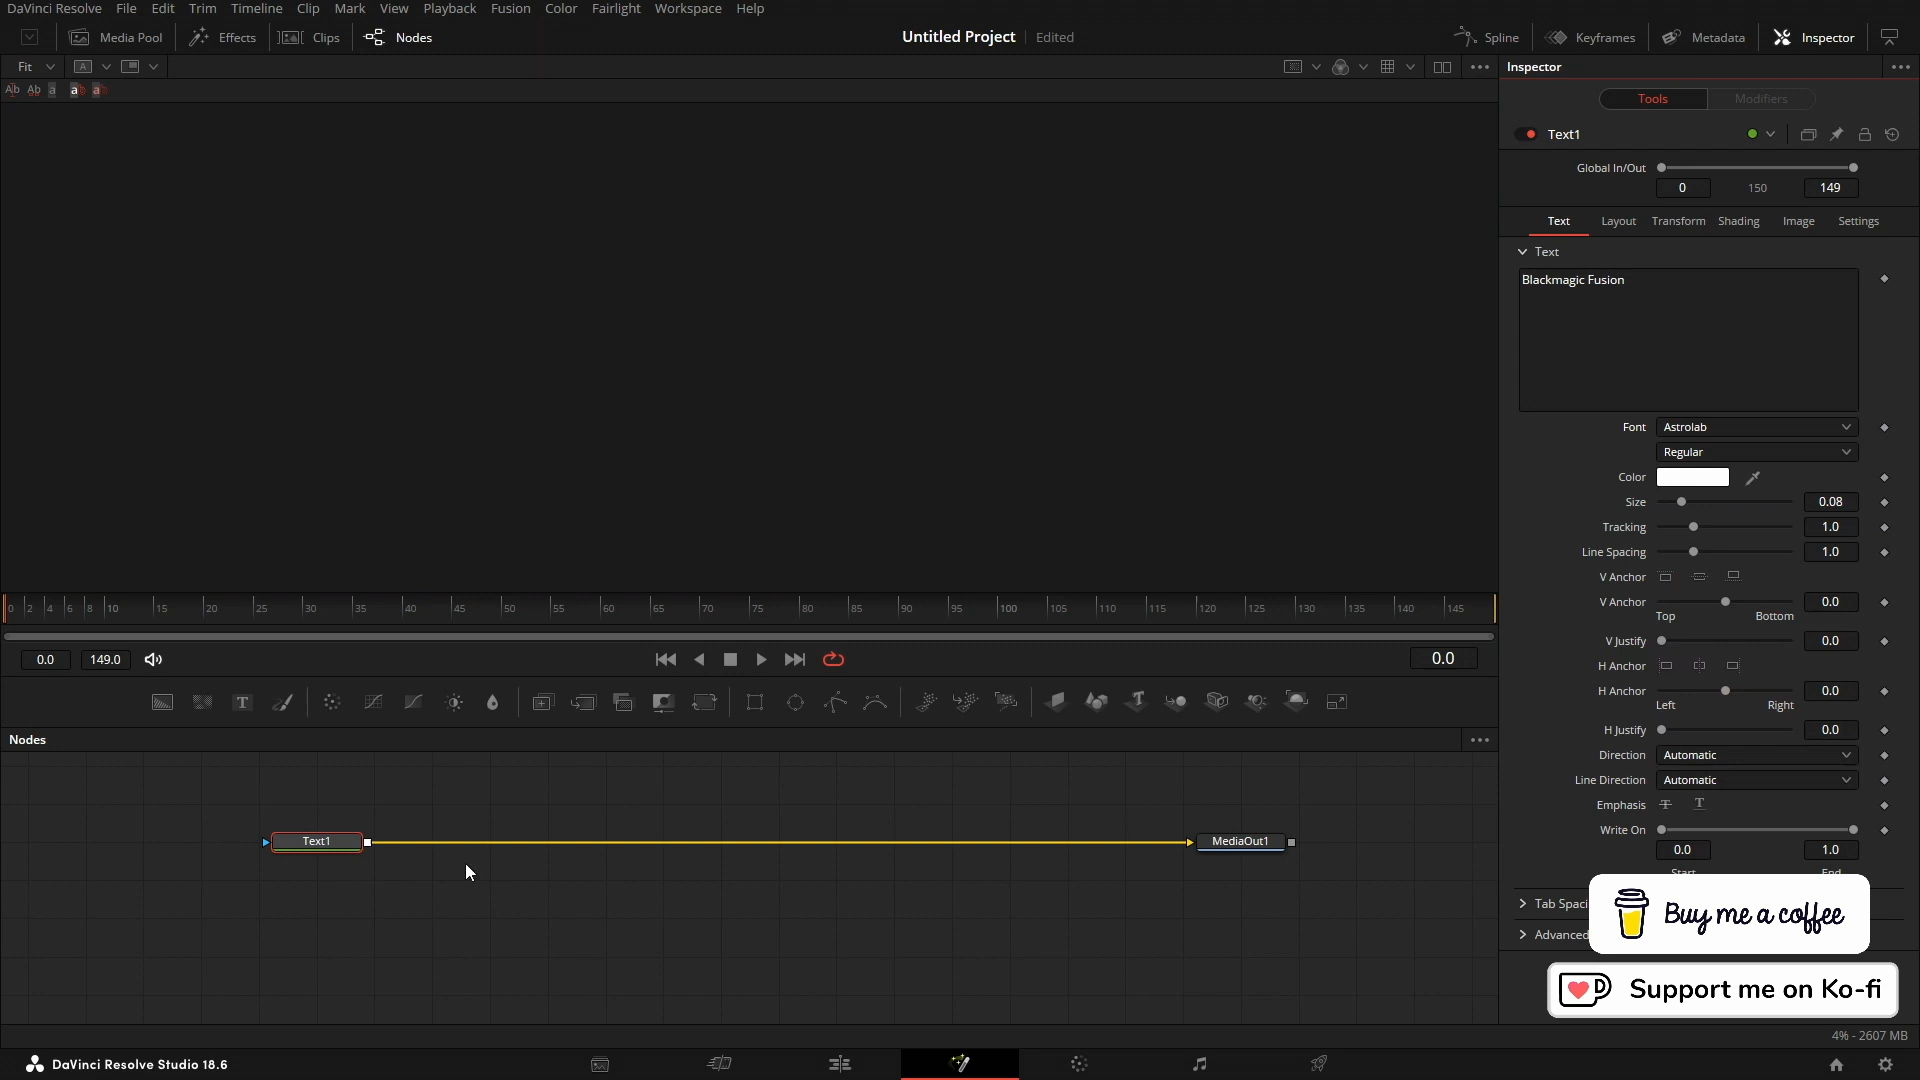 DaVinci Resolve File Edit Trim Timeline Clip Mark View Playback Fusion Color Fairlight Workspace Help
Media Pool Effects Clips Nodes Untitled Project Edited Spline Keyframes Metadata Inspector
Fit A Inspector
Ab Ab a ab a
Tools Modifiers
Text1
Global In/Out
0 150 149
Text Layout Transform Shading Image Settings
Text
Blackmagic Fusion
Font Astrolab
Regular
Color
Size 0.08
Tracking 1.0
Line Spacing 1.0
V Anchor
V Anchor 0.0
Top Bottom
V Justify 0.0
H Anchor
H Anchor 0.0
Left Right
H Justify 0.0
Direction Automatic
Line Direction Automatic
Emphasis T T
Write On
0.0 1.0
Start End
Tab Spaci
Advanced
0 2 4 6 8 10 15 20 25 30 35 40 45 50 55 60 65 70 75 80 85 90 95 100 105 110 115 120 125 130 135 140 145
0.0 149.0 0.0
T T
Nodes
Text1 MediaOut1
Buy me a coffee
Support me on Ko-fi
4% - 2607 MB
DaVinci Resolve Studio 18.6